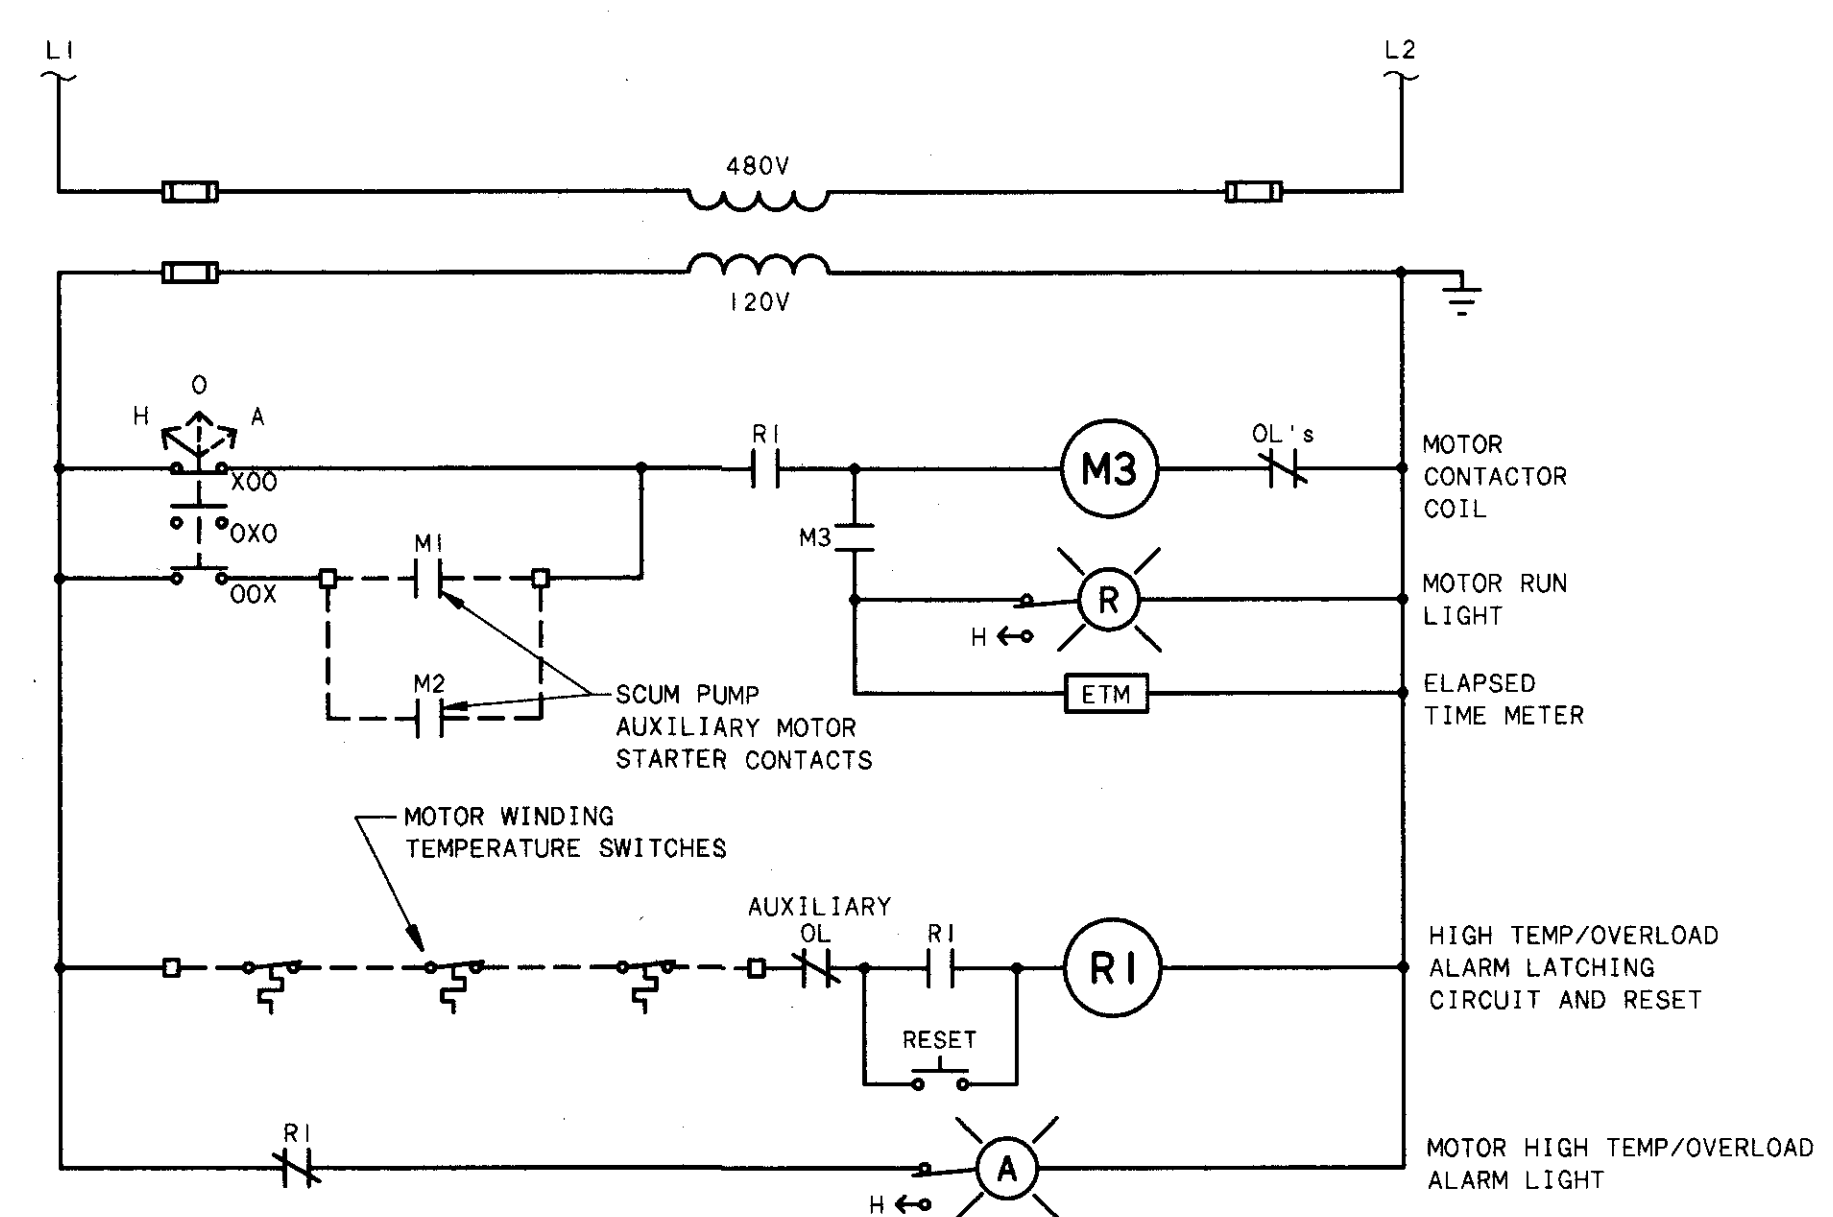 L1
L2
480V
120V
O
H
A
R1
OL's
M3
MOTOR
CONTACTOR
COIL
XOO
OXO
M3
M1
OOX
R
MOTOR RUN
LIGHT
H
M2
SCUM PUMP
AUXILIARY MOTOR
STARTER CONTACTS
ETM
ELAPSED
TIME METER
MOTOR WINDING
TEMPERATURE SWITCHES
AUXILIARY
OL
R1
R1
HIGH TEMP/OVERLOAD
ALARM LATCHING
CIRCUIT AND RESET
RESET
R1
A
MOTOR HIGH TEMP/OVERLOAD
ALARM LIGHT
H